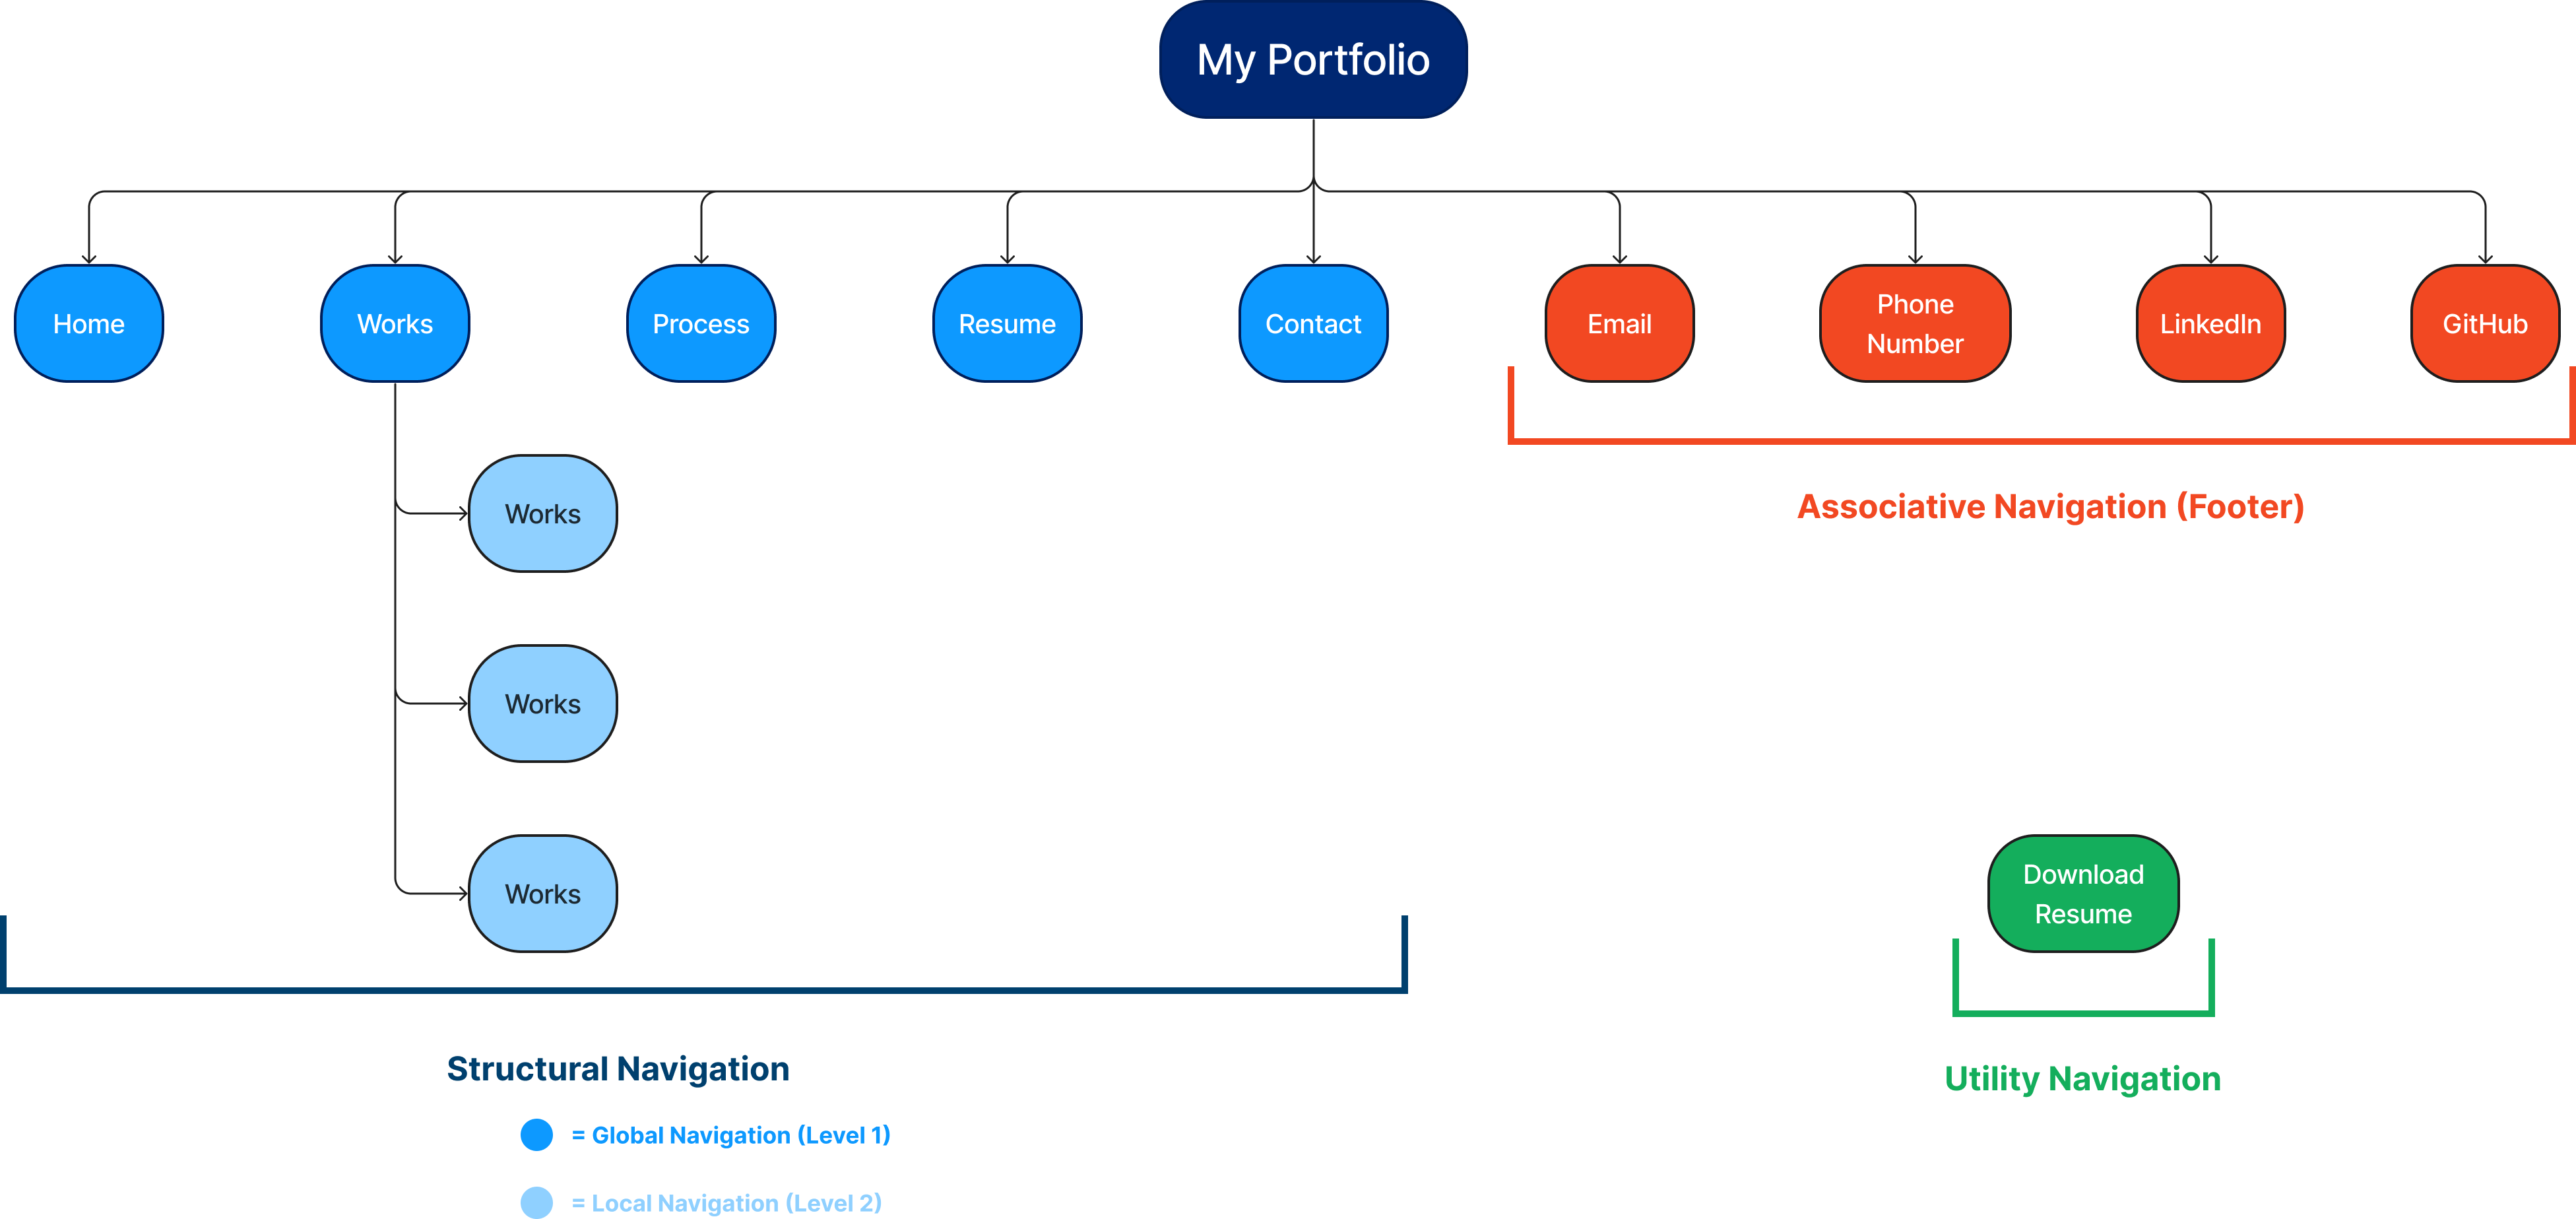 My Portfolio
Home
Works
Process
Resume
Contact
Email
Phone
Number
LinkedIn
GitHub
Works
Associative Navigation (Footer)
Works
Works
Download
Resume
Structural Navigation
Utility Navigation
= Global Navigation (Level 1)
= Local Navigation (Level 2)